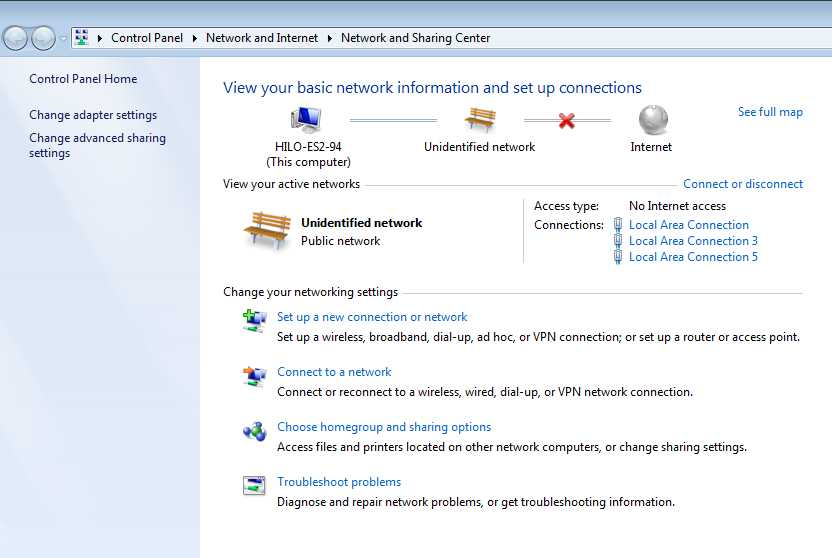 Control Panel ▸ Network and Internet ▸ Network and Sharing Center
Control Panel Home
Change adapter settings
Change advanced sharing
settings
View your basic network information and set up connections
See full map
HILO-ES2-94
(This computer)
Unidentified network
Internet
View your active networks
Connect or disconnect
Unidentified network
Public network
Access type: No Internet access
Connections: Local Area Connection
Local Area Connection 3
Local Area Connection 5
Change your networking settings
Set up a new connection or network
Set up a wireless, broadband, dial-up, ad hoc, or VPN connection; or set up a router or access point.
Connect to a network
Connect or reconnect to a wireless, wired, dial-up, or VPN network connection.
Choose homegroup and sharing options
Access files and printers located on other network computers, or change sharing settings.
Troubleshoot problems
Diagnose and repair network problems, or get troubleshooting information.